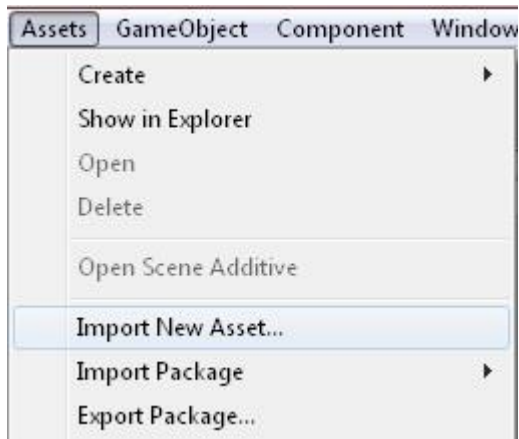 Assets GameObject Component Window
Create
Show in Explorer
Open
Delete
Open Scene Additive
Import New Asset...
Import Package
Export Package...